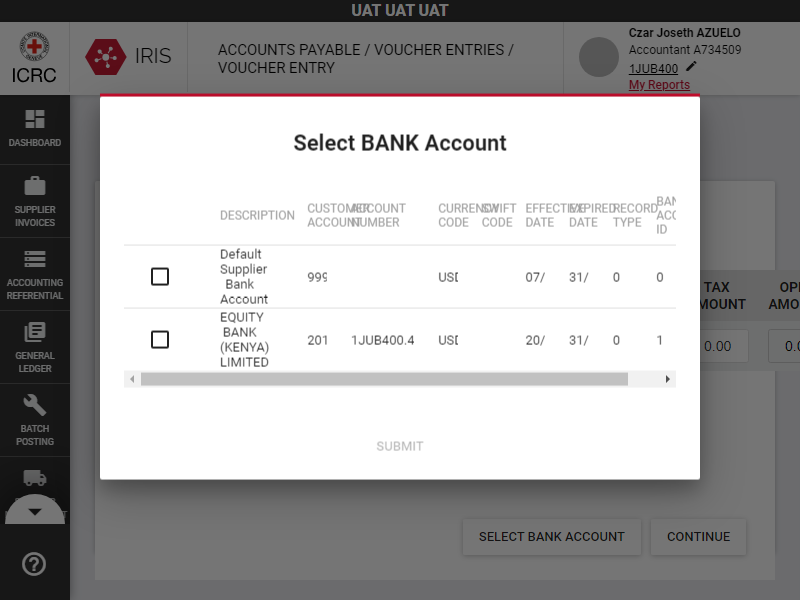 UAT UAT UAT
ICRC
IRIS
ACCOUNTS PAYABLE / VOUCHER ENTRIES /
VOUCHER ENTRY
Czar Joseth AZUELO
Accountant A734509
1JUB400
My Reports
DASHBOARD
SUPPLIER
INVOICES
ACCOUNTING
REFERENTIAL
GENERAL
LEDGER
BATCH
POSTING
Select BANK Account
DESCRIPTION
CUSTOMER
ACCOUNT
ACCOUNT
NUMBER
CURRENCY
CODE
SWIFT
CODE
EFFECTIVE
DATE
EXPIRED
DATE
RECORD
TYPE
BAN
ACC
ID
Default
Supplier
Bank
Account
999
USD
07/
31/
0
0
EQUITY
BANK
(KENYA)
LIMITED
201
1JUB400.4
USD
20/
31/
0
1
SUBMIT
TAX
MOUNT
OPE
AMO
0.00
0.0
SELECT BANK ACCOUNT
CONTINUE